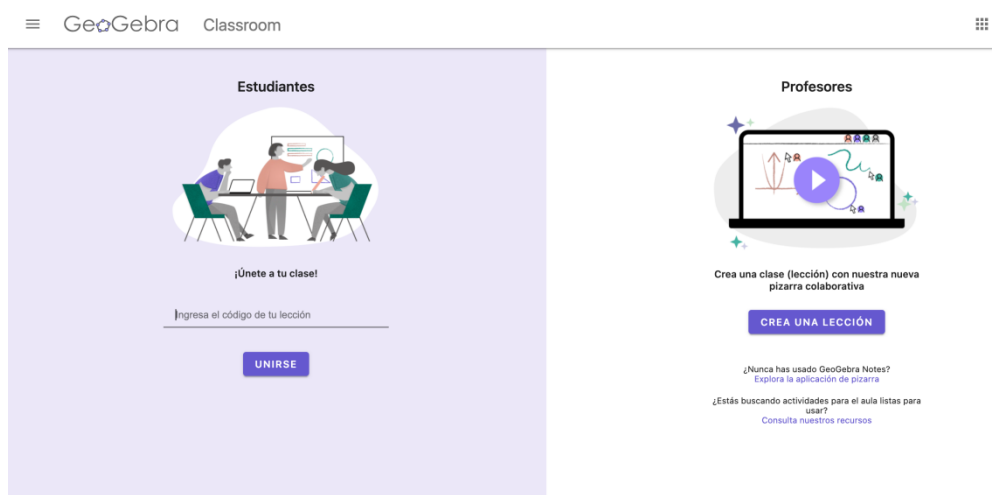 GeoGebra Classroom
Estudiantes
¡Únete a tu clase!
Ingresa el código de tu lección
UNIRSE
Profesores
Crea una clase (lección) con nuestra nueva
pizarra colaborativa
CREA UNA LECCIÓN
¿Nunca has usado GeoGebra Notes?
Explora la aplicación de pizarra
¿Estás buscando actividades para el aula listas para
usar?
Consulta nuestros recursos